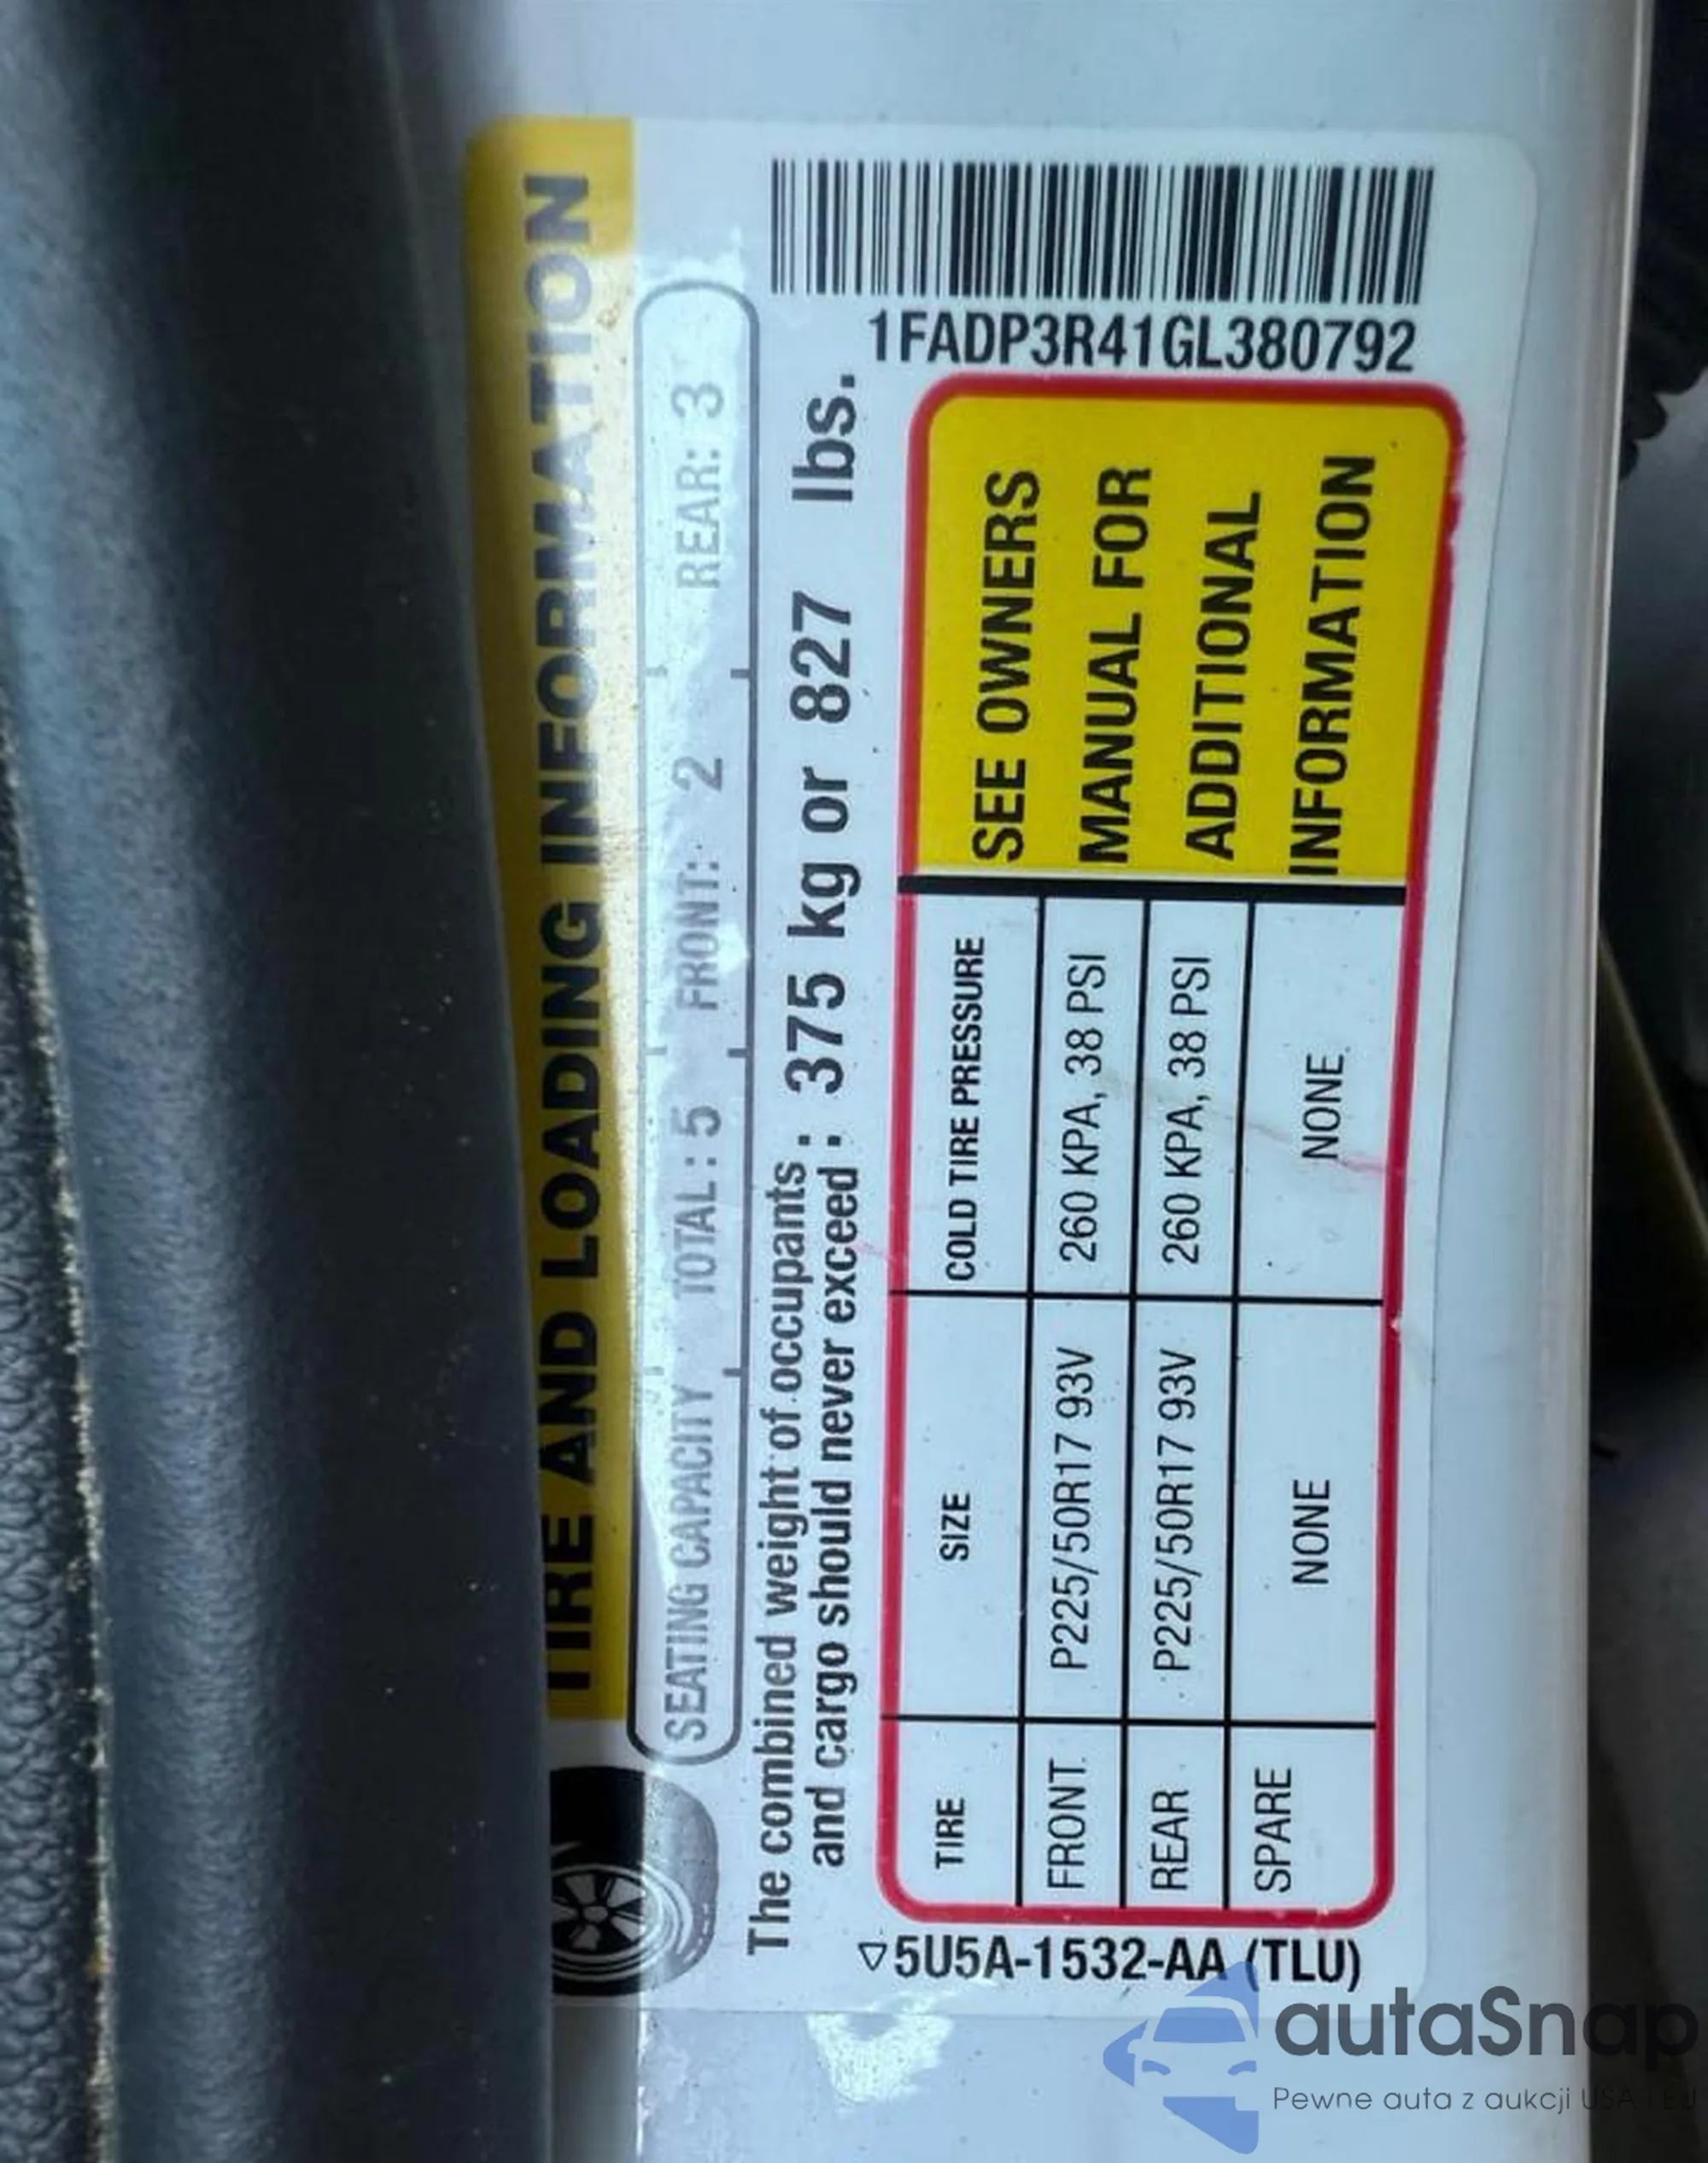 TIRE AND LOADING INFORMATION
SEATING CAPACITY TOTAL : 5 FRONT: 2 REAR: 3
The combined weight of occupants :
and cargo should never exceed : 375 kg or 827 lbs.
TIRE SIZE COLD TIRE PRESSURE
FRONT P225/50R17 93V 260 KPA, 38 PSI
REAR P225/50R17 93V 260 KPA, 38 PSI
SPARE NONE NONE
SEE OWNERS
MANUAL FOR
ADDITIONAL
INFORMATION
1FADP3R41GL380792
5U5A-1532-AA (TLU)
autaSnap
Pewne auta z aukcji USA i EU